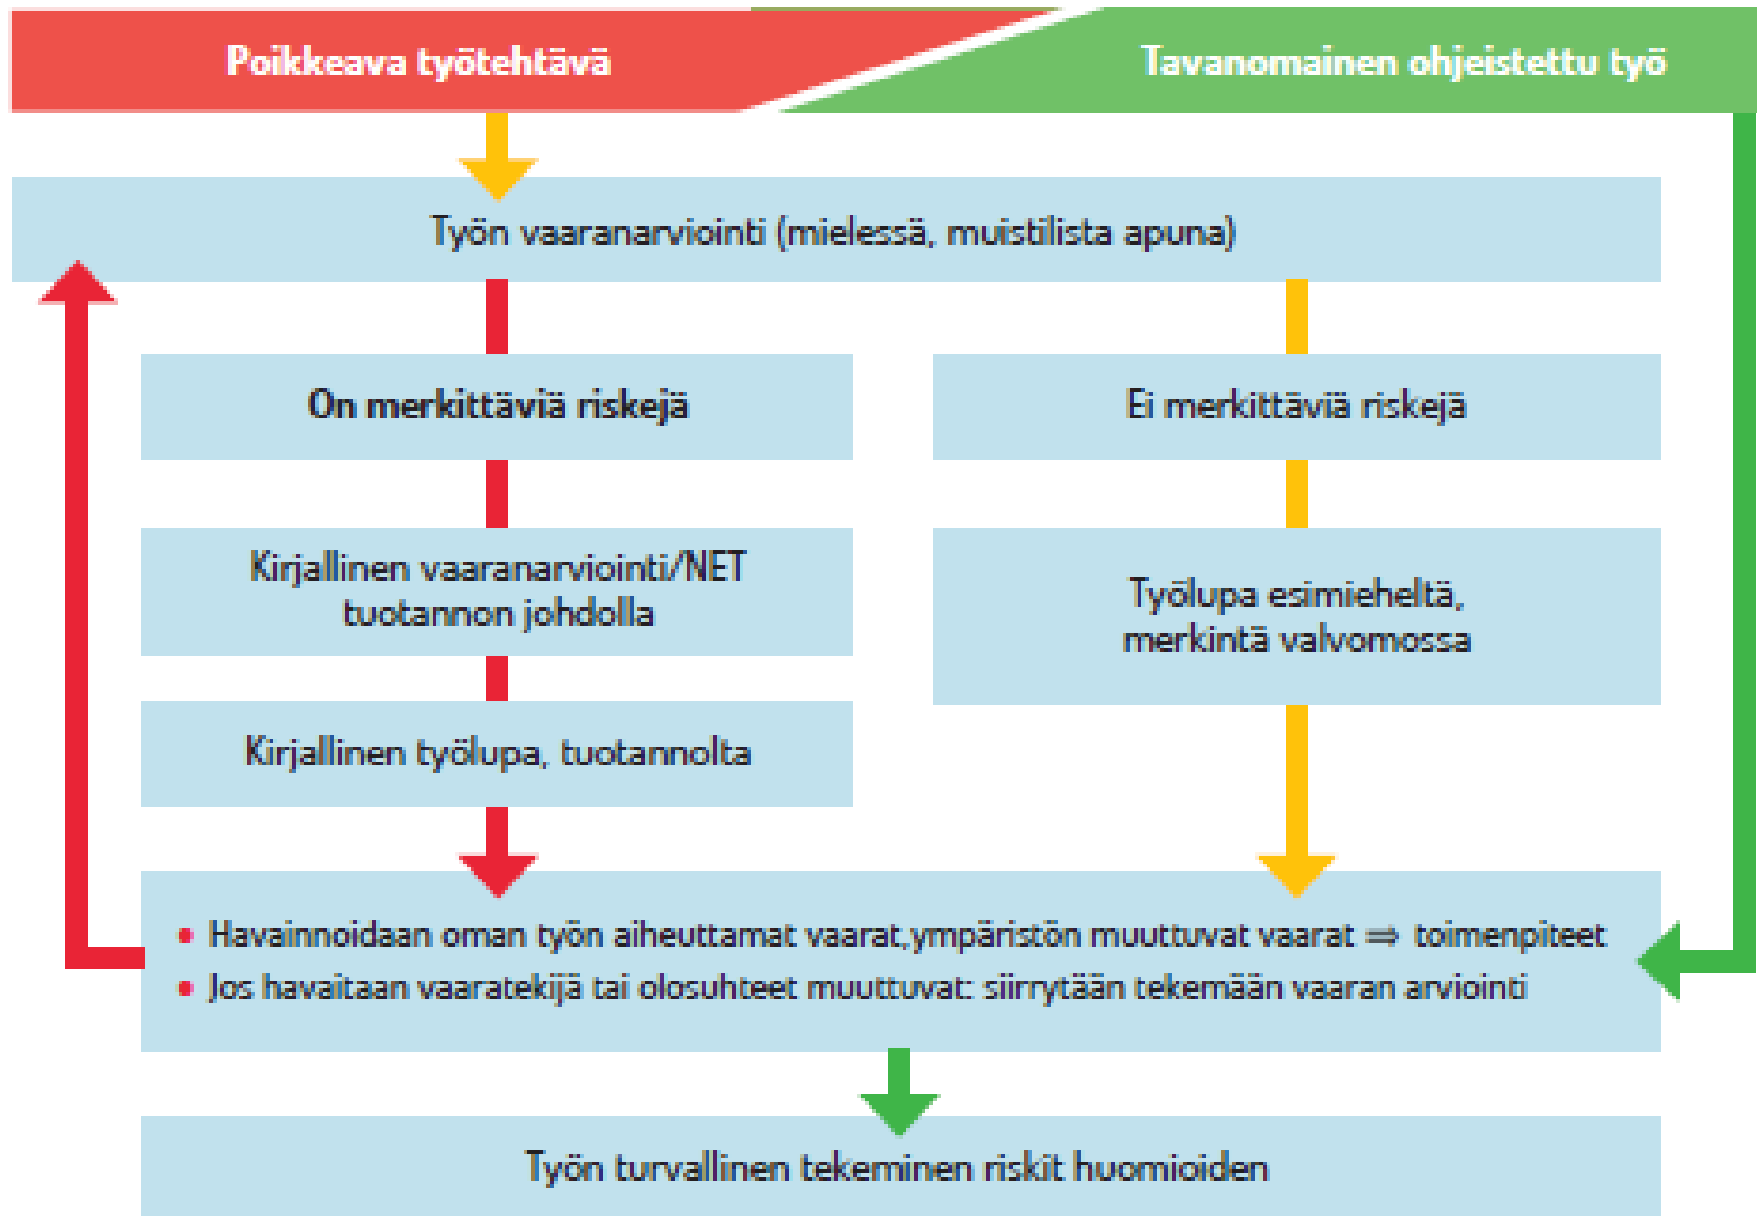 Poikkeava työtehtävä
Tavanomainen ohjeistettu työ
Työn vaaranarviointi (mielessä, muistilista apuna)
On merkittäviä riskejä
Ei merkittäviä riskejä
Kirjallinen vaaranarviointi/NET
tuotannon johdolla
Työlupa esimieheltä,
merkintä valvomossa
Kirjallinen työlupa, tuotannolta
• Havainnoidaan oman työn aiheuttamat vaarat,ympäristön muuttuvat vaarat ⇒ toimenpiteet
• Jos havaitaan vaaratekijä tai olosuhteet muuttuvat: siirrytään tekemään vaaran arviointi
Työn turvallinen tekeminen riskit huomioiden